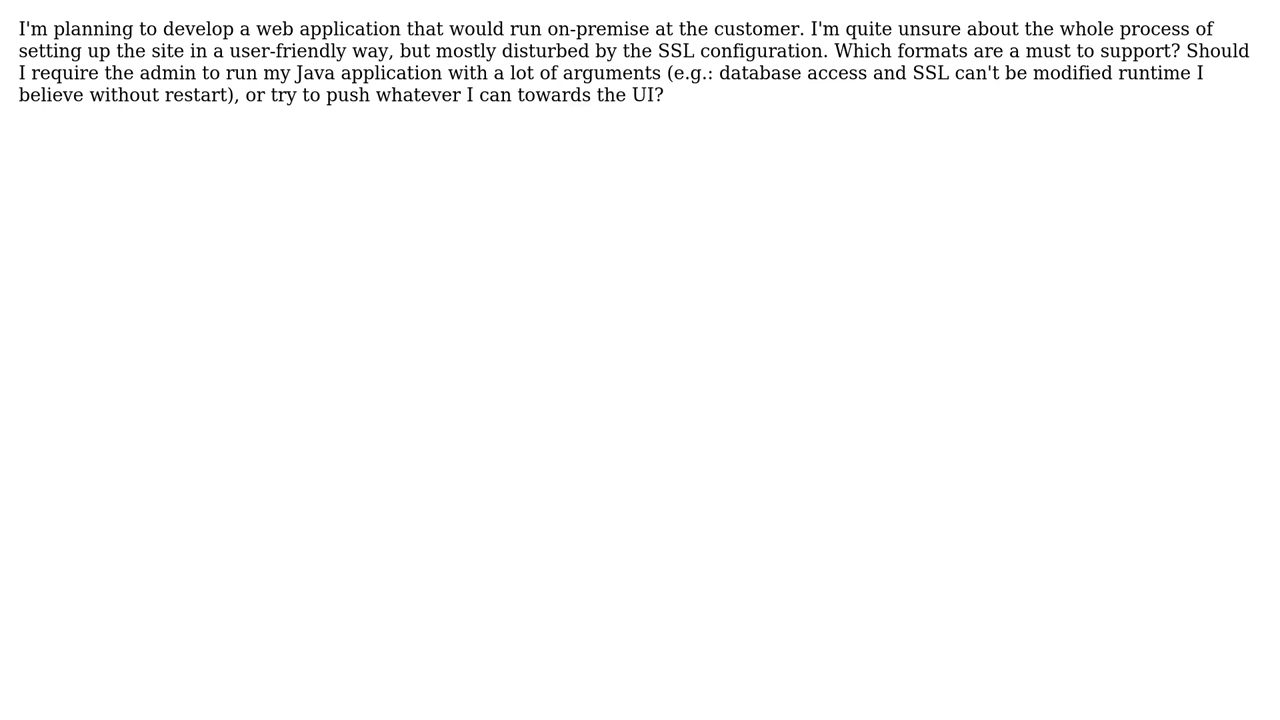 I'm planning to develop a web application that would run on-premise at the customer. I'm quite unsure about the whole process of
setting up the site in a user-friendly way, but mostly disturbed by the SSL configuration. Which formats are a must to support? Should
I require the admin to run my Java application with a lot of arguments (e.g.: database access and SSL can't be modified runtime I
believe without restart), or try to push whatever I can towards the UI?